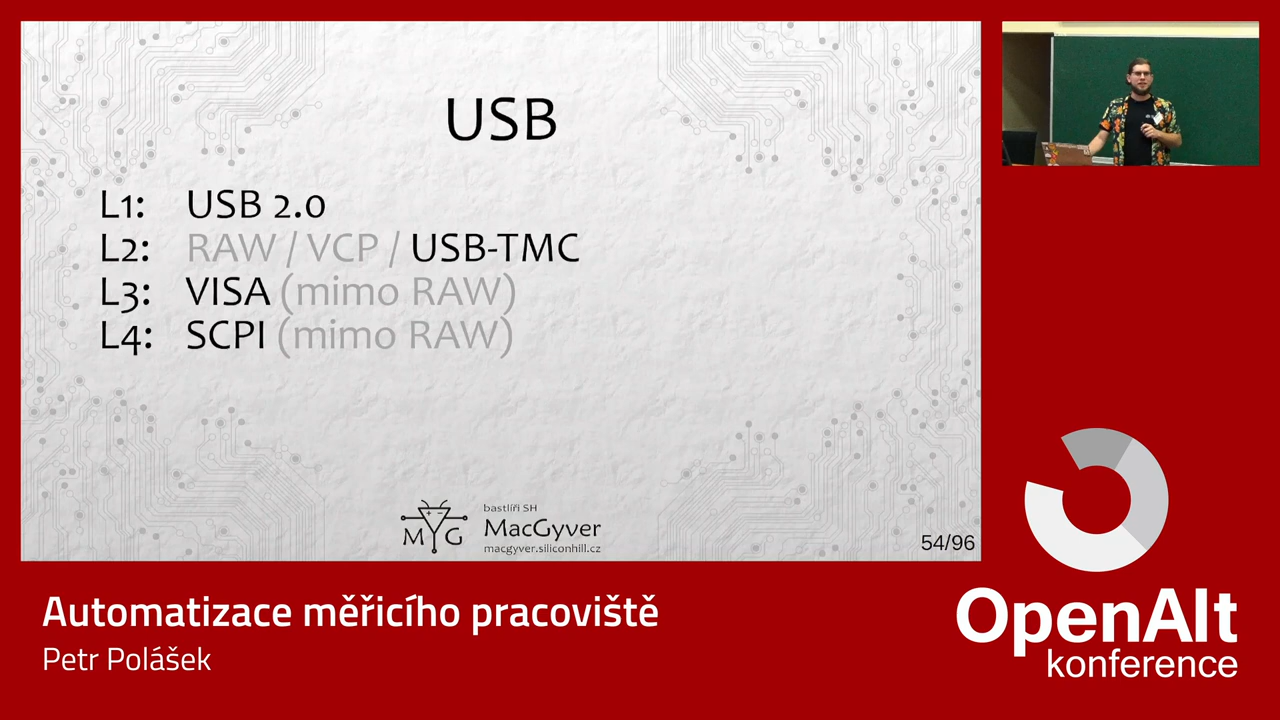 USB
L1: USB 2.0
L2: RAW / VCP / USB-TMC
L3: VISA (mimo RAW)
L4: SCPI (mimo RAW)
M Y G
bastlíři SH
MacGyver
macgyver.siliconhill.cz
54/96
Automatizace měřicího pracoviště
Petr Polášek
OpenAlt
konference